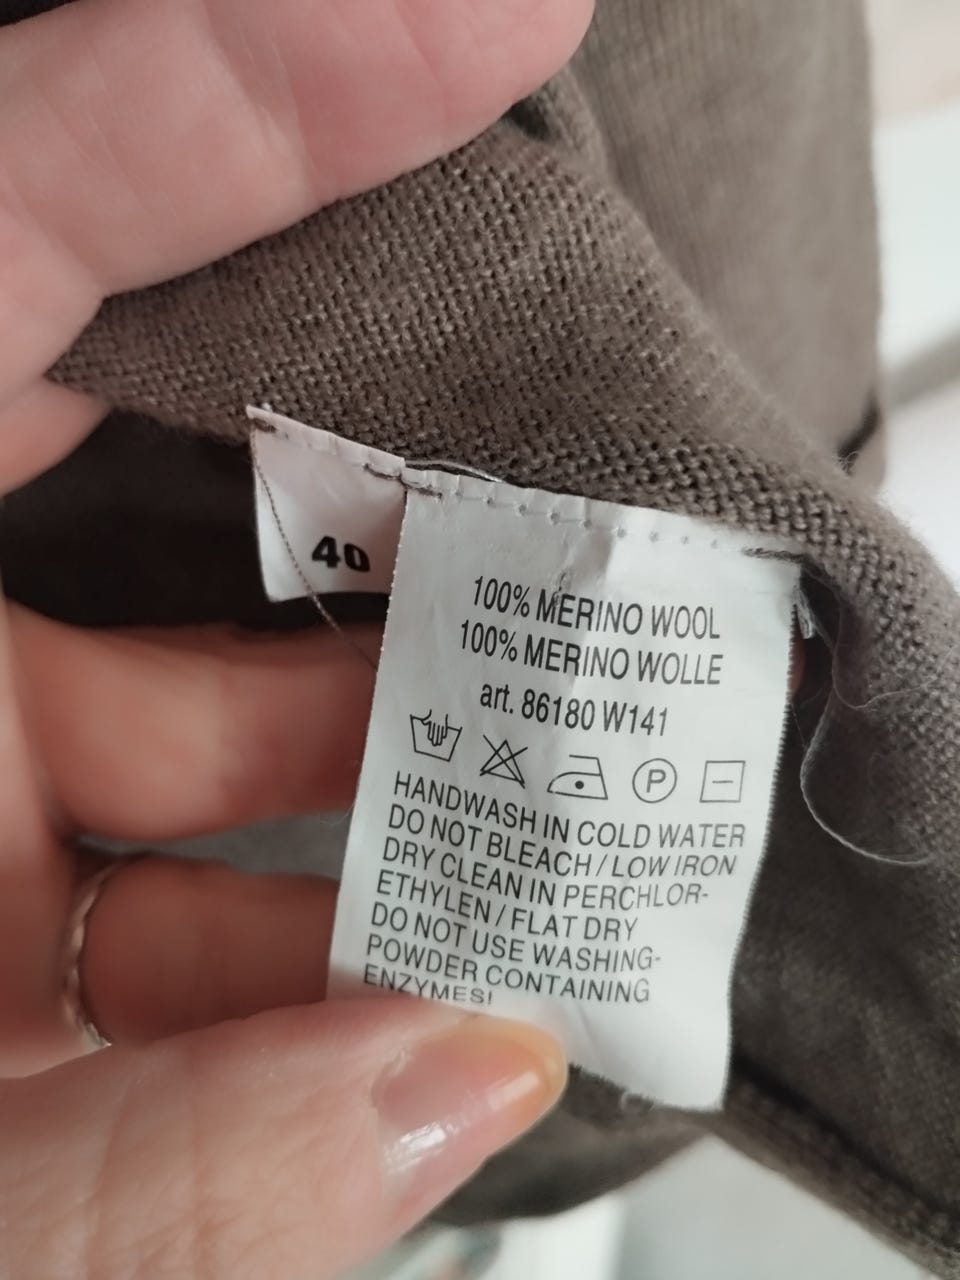 40
100% MERINO WOOL
100% MERINO WOLLE
art. 86180 W141
P
HANDWASH IN COLD WATER
DO NOT BLEACH / LOW IRON
DRY CLEAN IN PERCHLOR-
ETHYLEN / FLAT DRY
DO NOT USE WASHING-
POWDER CONTAINING
ENZYMES!